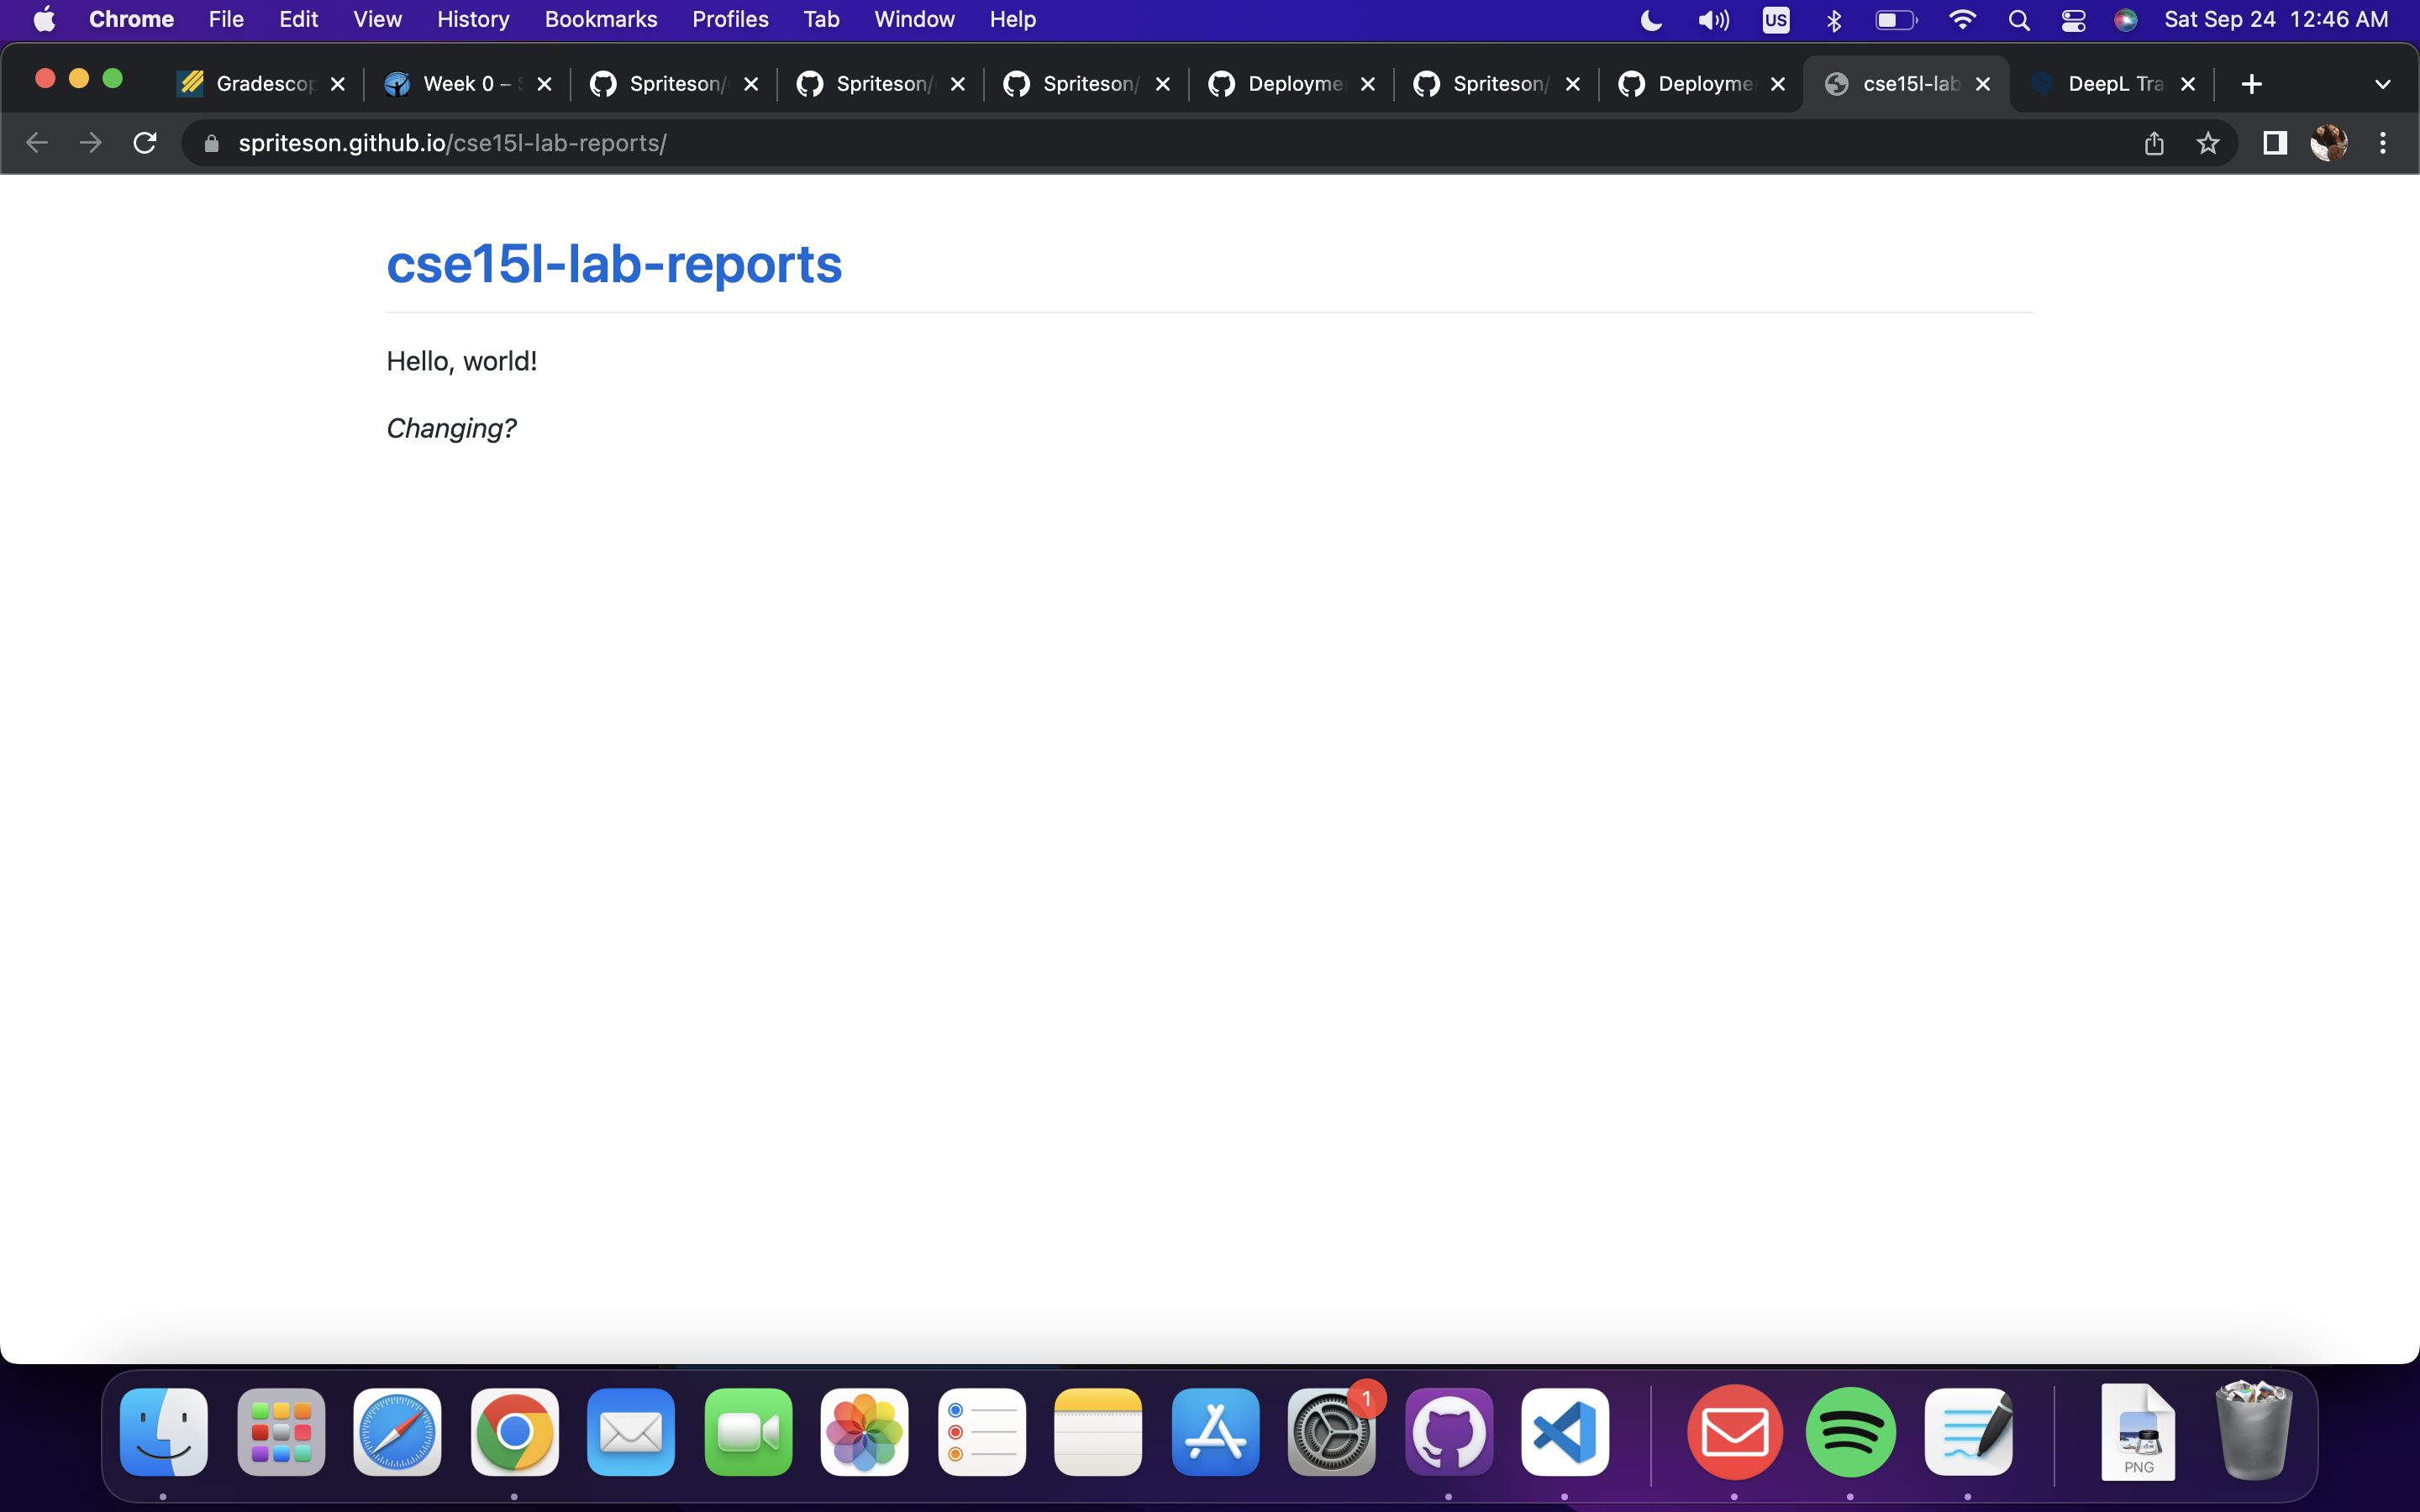 Chrome File Edit View History Bookmarks Profiles Tab Window Help US Sat Sep 24 12:46 AM
Gradescop Week 0 – Spriteson/ Spriteson/ Spriteson/ Deployme Spriteson/ Deployme cse15l-lab DeepL Tra
spriteson.github.io/cse15l-lab-reports/
cse15l-lab-reports
Hello, world!
Changing?
1
PNG